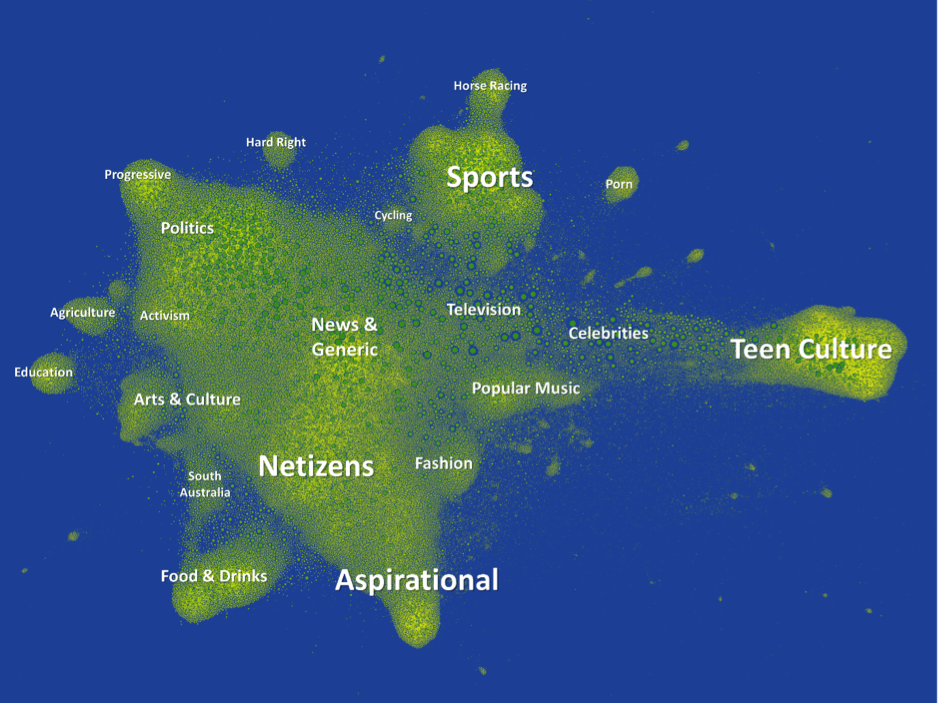 Horse Racing
Hard Right
Progressive
Sports
Porn
Cycling
Politics
Television
Agriculture
Activism
News &
Generic
Celebrities
Teen Culture
Education
Popular Music
Arts & Culture
Netizens
Fashion
South
Australia
Food & Drinks
Aspirational